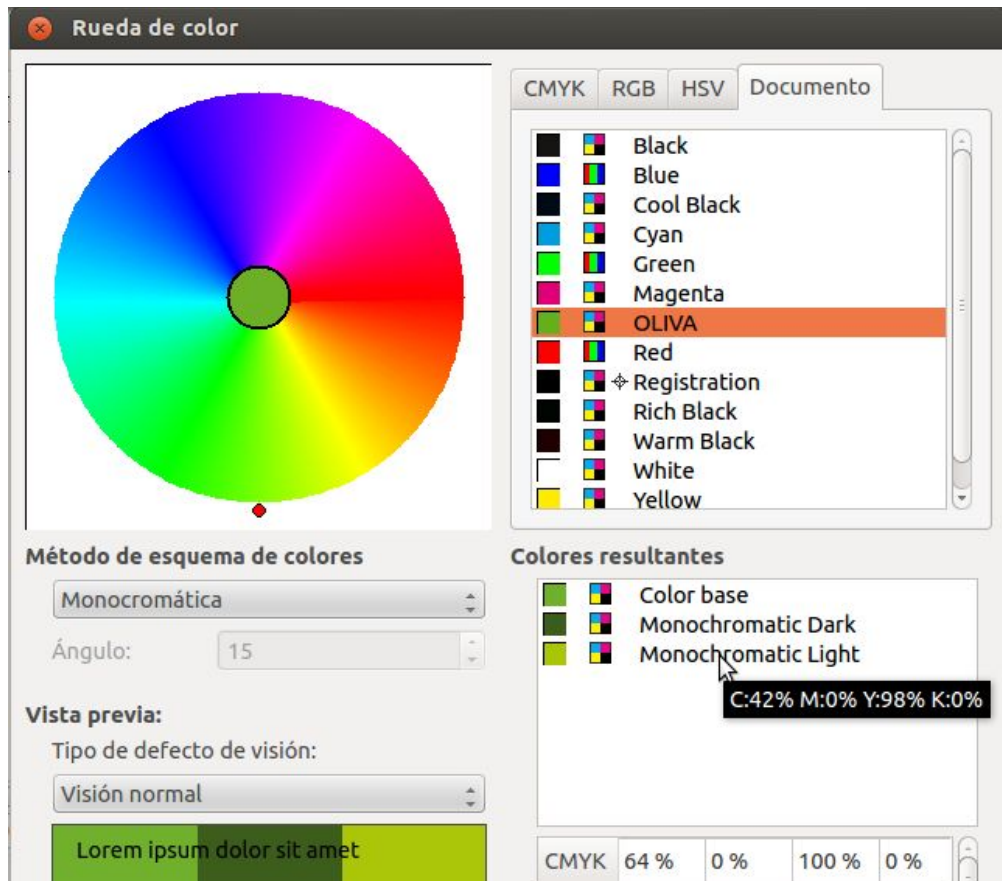 Rueda de color
CMYK RGB HSV Documento
Black
Blue
Cool Black
Cyan
Green
Magenta
OLIVA
Red
Registration
Rich Black
Warm Black
White
Yellow
Método de esquema de colores
Monocromática
Ángulo: 15
Vista previa:
Tipo de defecto de visión:
Visión normal
Lorem ipsum dolor sit amet
Colores resultantes
Color base
Monochromatic Dark
Monochromatic Light
C:42% M:0% Y:98% K:0%
CMYK 64 % 0 % 100 % 0 %